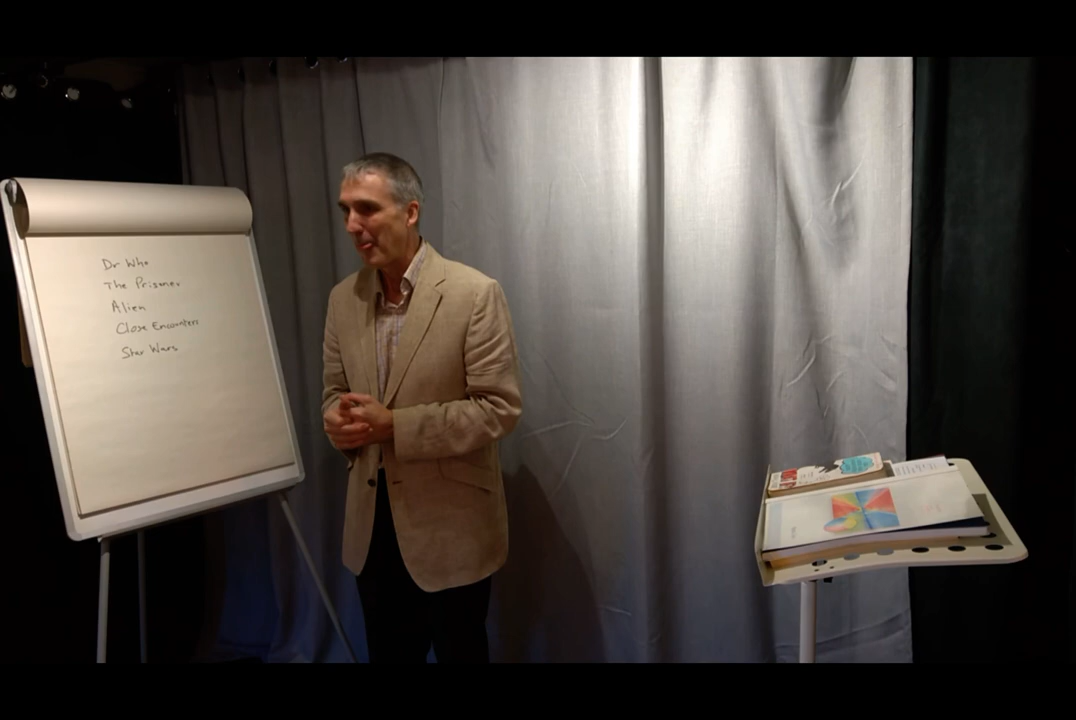 Dr Who
The Prisoner
Alien
Close Encounters
Star Wars